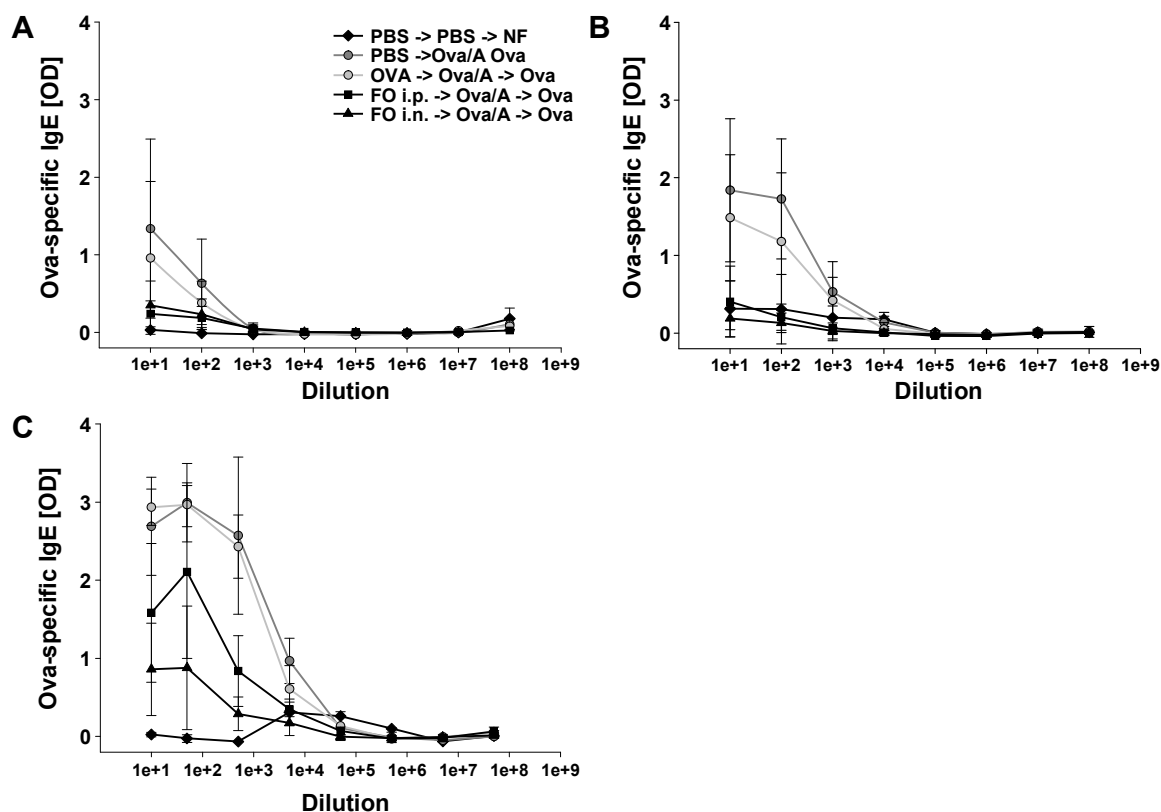 A
PBS -> PBS -> NF
PBS ->Ova/A Ova
OVA -> Ova/A -> Ova
FO i.p. -> Ova/A -> Ova
FO i.n. -> Ova/A -> Ova
Ova-specific IgE [OD]
4
3
2
1
0
1e+1 1e+2 1e+3 1e+4 1e+5 1e+6 1e+7 1e+8 1e+9
Dilution
B
Ova-specific IgE [OD]
4
3
2
1
0
1e+1 1e+2 1e+3 1e+4 1e+5 1e+6 1e+7 1e+8 1e+9
Dilution
C
Ova-specific IgE [OD]
4
3
2
1
0
1e+1 1e+2 1e+3 1e+4 1e+5 1e+6 1e+7 1e+8 1e+9
Dilution